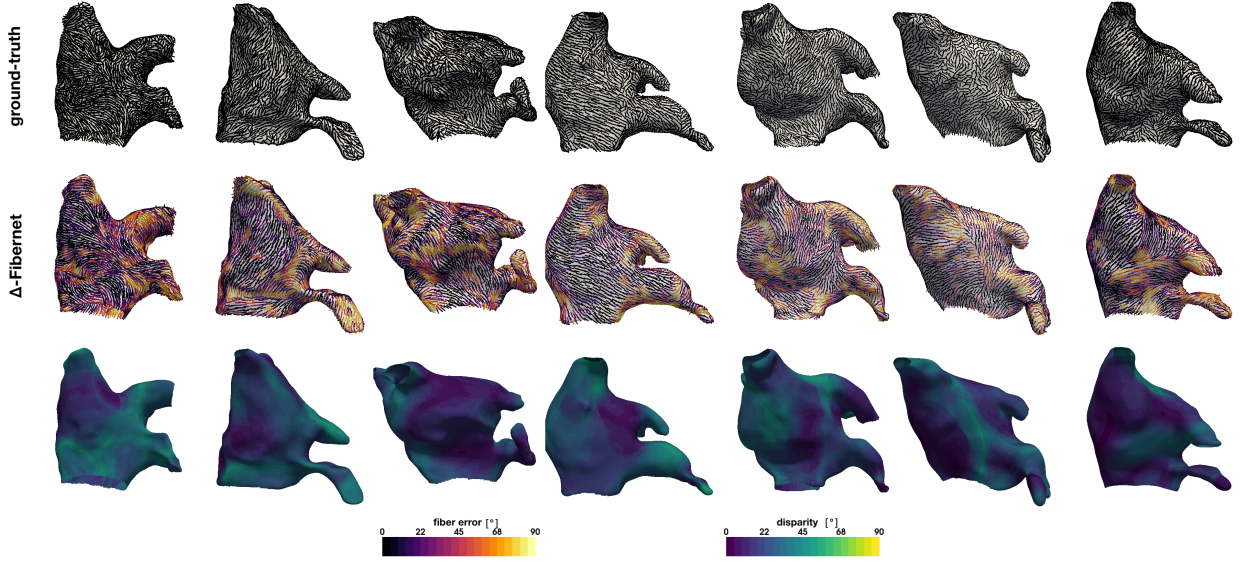 ground-truth
Δ-Fibernet
fiber error [°]
0 22 45 68 90
disparity [°]
0 22 45 68 90